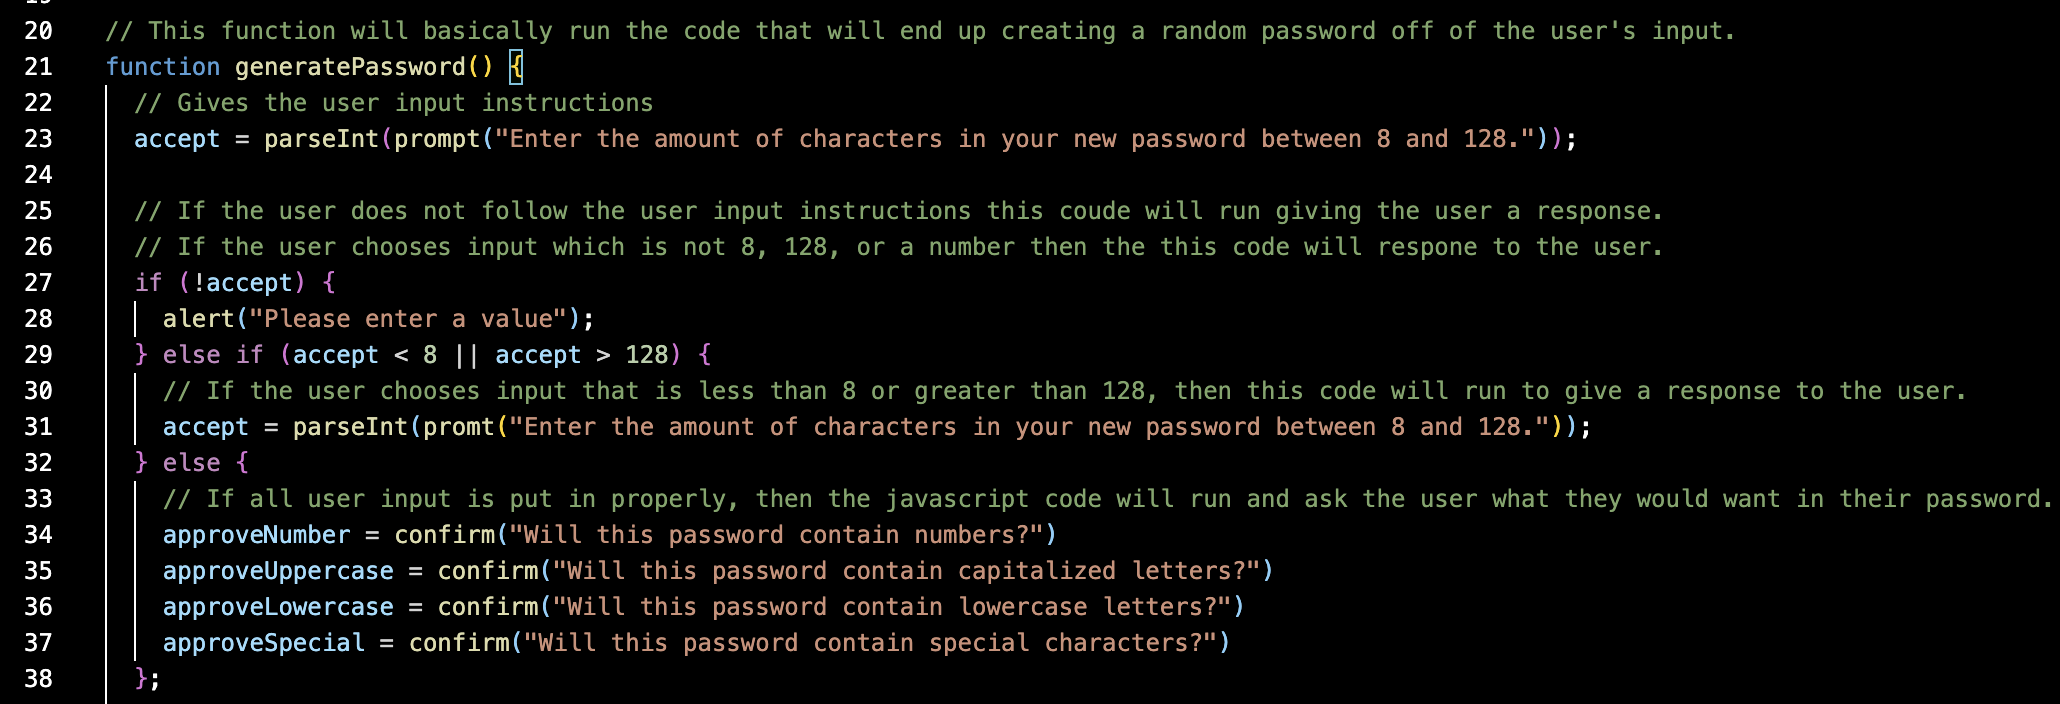 20 // This function will basically run the code that will end up creating a random password off of the user's input.
21 function generatePassword() {
22 // Gives the user input instructions
23 accept = parseInt(prompt("Enter the amount of characters in your new password between 8 and 128."));
24
25 // If the user does not follow the user input instructions this coude will run giving the user a response.
26 // If the user chooses input which is not 8, 128, or a number then the this code will respone to the user.
27 if (!accept) {
28 alert("Please enter a value");
29 } else if (accept < 8 || accept > 128) {
30 // If the user chooses input that is less than 8 or greater than 128, then this code will run to give a response to the user.
31 accept = parseInt(promt("Enter the amount of characters in your new password between 8 and 128."));
32 } else {
33 // If all user input is put in properly, then the javascript code will run and ask the user what they would want in their password.
34 approveNumber = confirm("Will this password contain numbers?")
35 approveUppercase = confirm("Will this password contain capitalized letters?")
36 approveLowercase = confirm("Will this password contain lowercase letters?")
37 approveSpecial = confirm("Will this password contain special characters?")
38 };